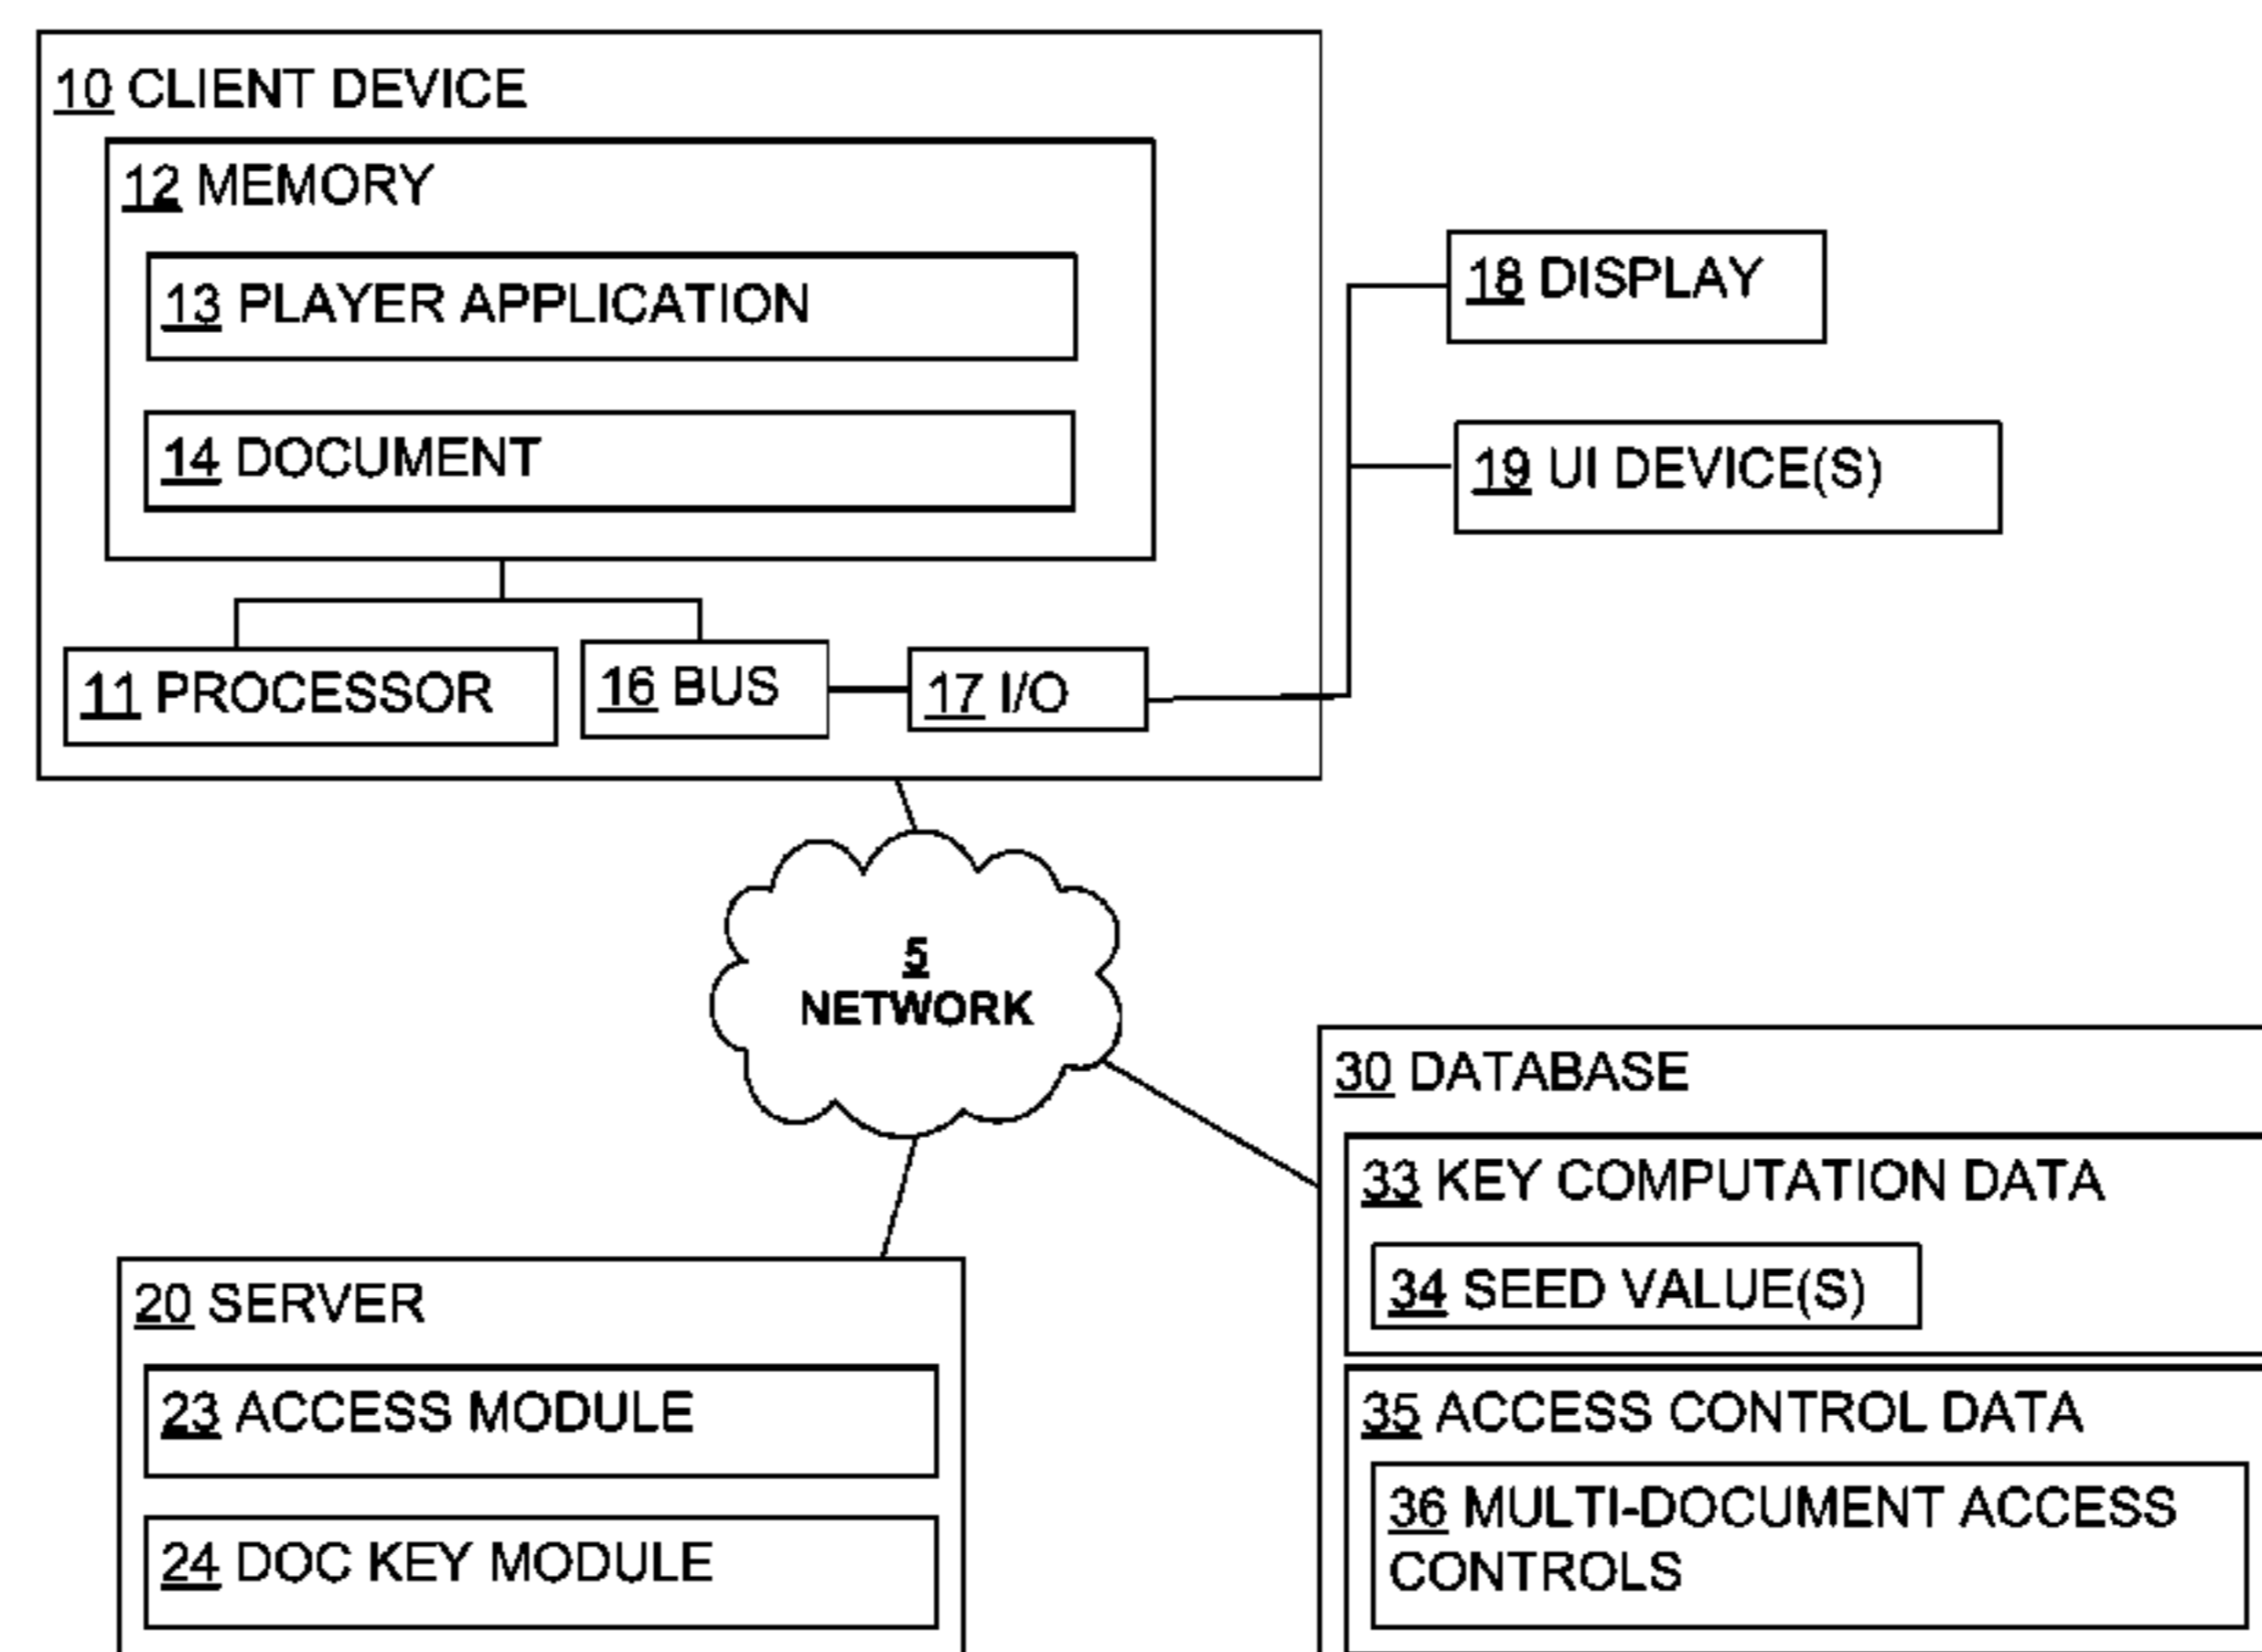 10 CLIENT DEVICE
12 MEMORY
13 PLAYER APPLICATION
14 DOCUMENT
11 PROCESSOR
16 BUS
17 I/O
18 DISPLAY
19 UI DEVICE(S)
5
NETWORK
20 SERVER
23 ACCESS MODULE
24 DOC KEY MODULE
30 DATABASE
33 KEY COMPUTATION DATA
34 SEED VALUE(S)
35 ACCESS CONTROL DATA
36 MULTI-DOCUMENT ACCESS
CONTROLS